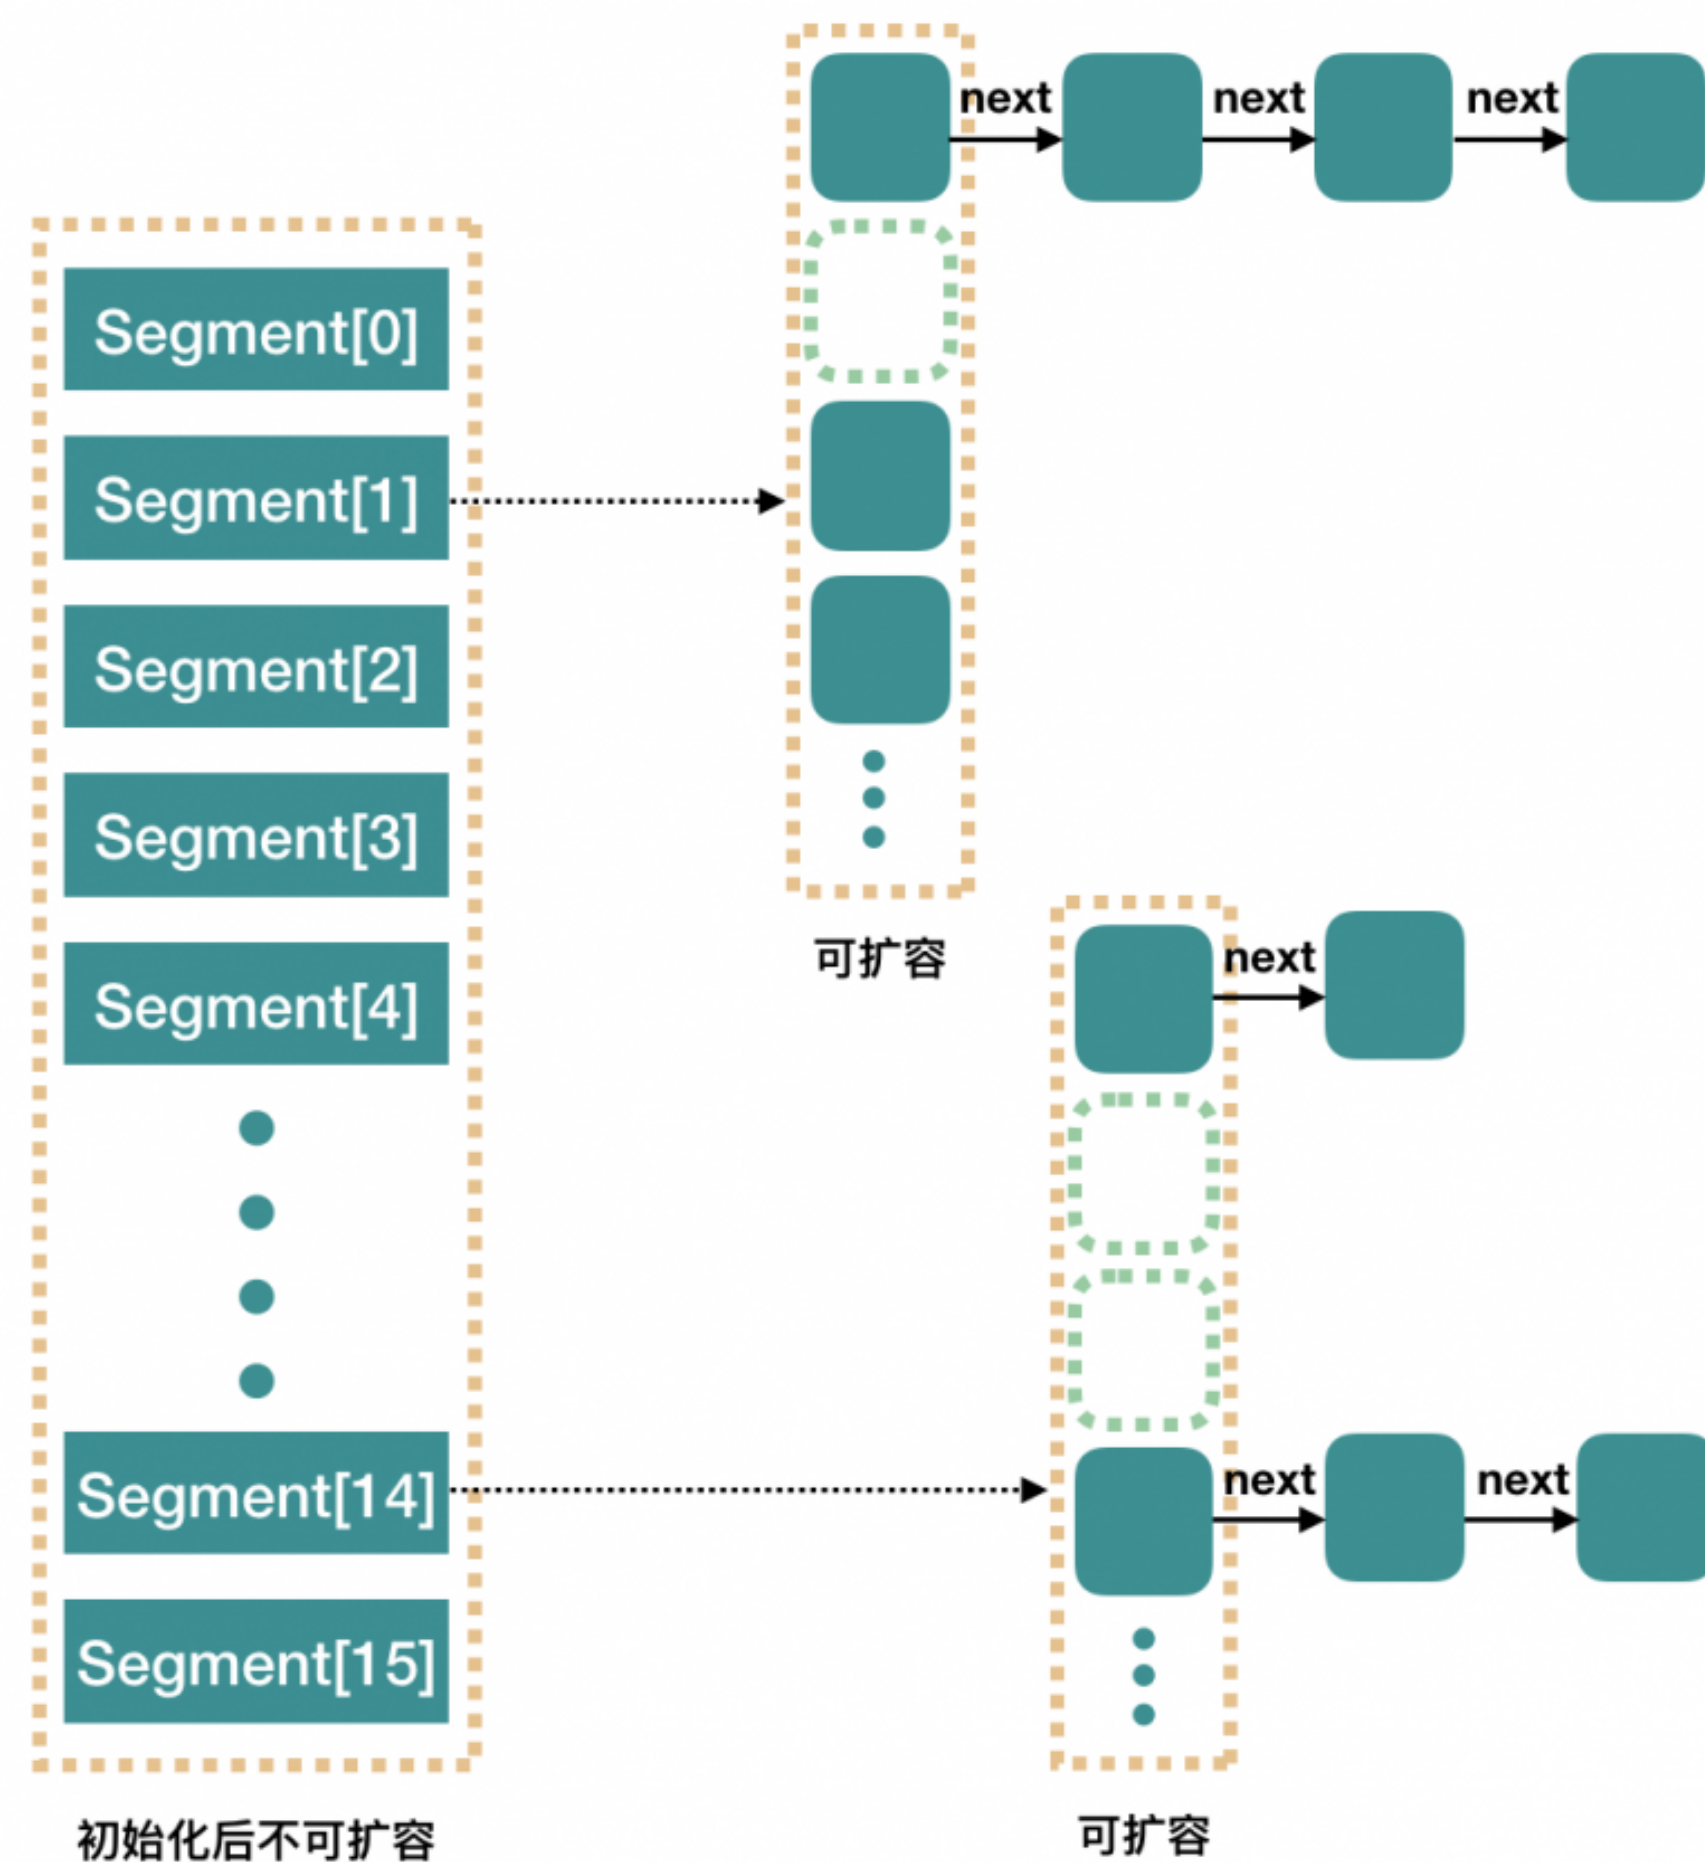 next
next
next
Segment[0]
Segment[1]
Segment[2]
Segment[3]
Segment[4]
可扩容
next
Segment[14]
next
next
Segment[15]
初始化后不可扩容
可扩容